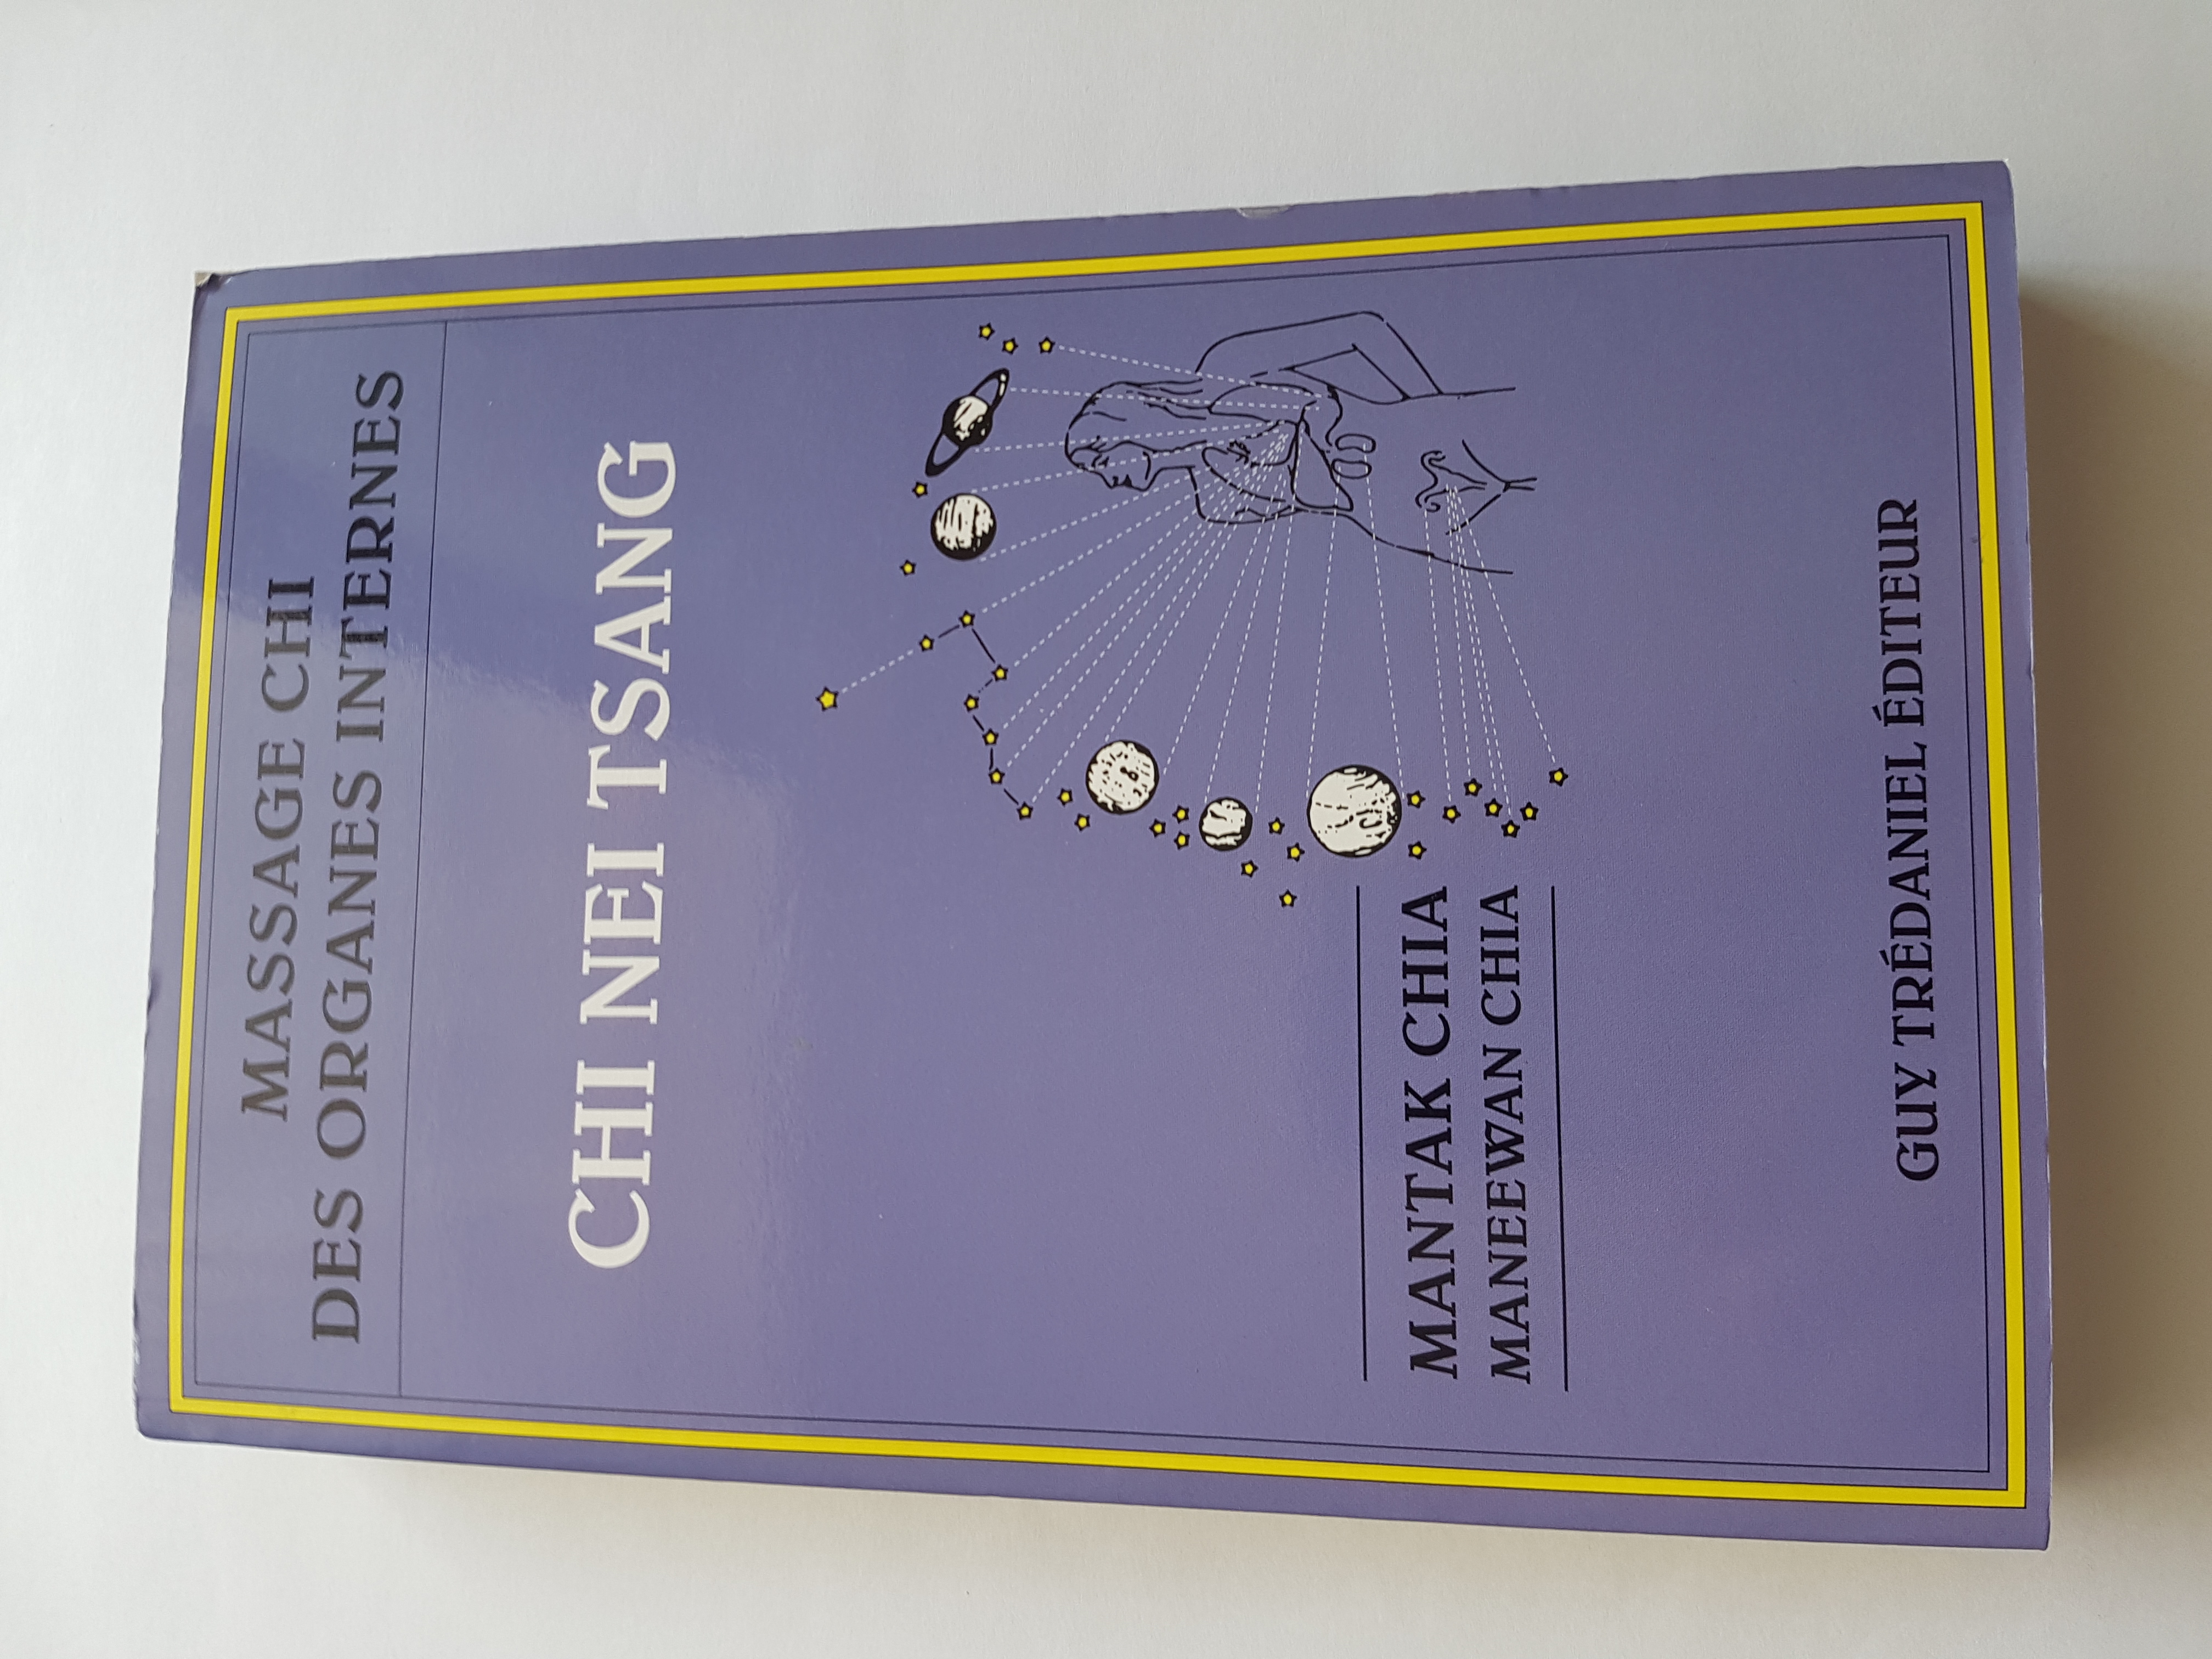 MASSAGE CHI
DES ORGANES INTERNES
CHI NEI TSANG
MANTAK CHIA
MANEEWAN CHIA
GUY TRÉDANIEL ÉDITEUR